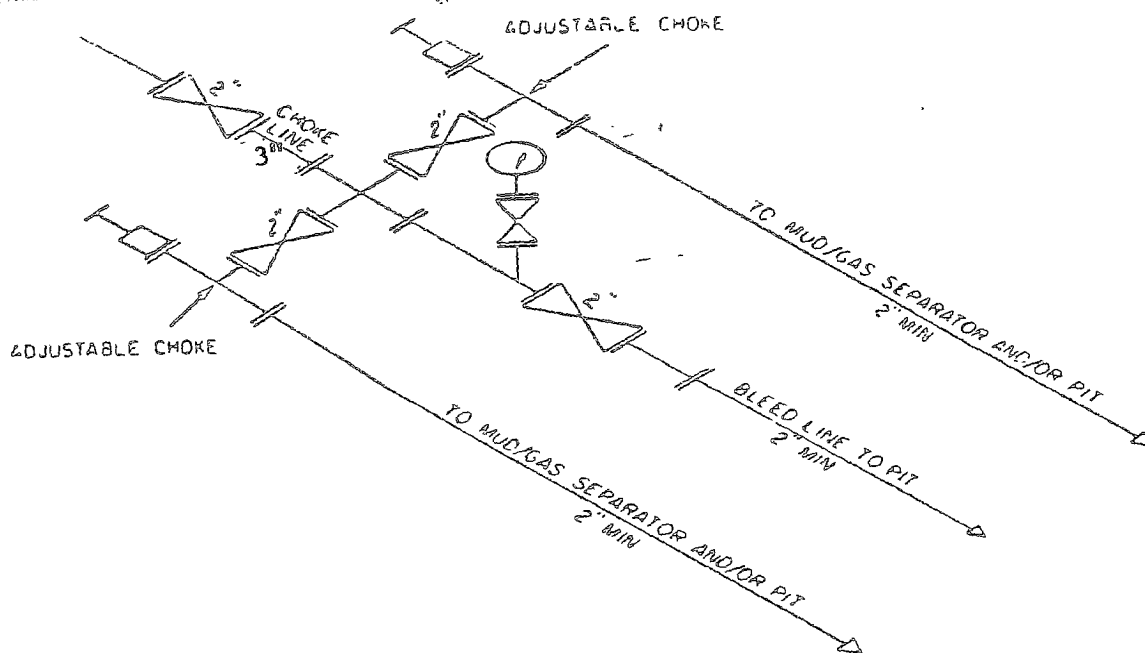 ADJUSTABLE CHOKE
2"
CHOKE
LINE
3"
2"
P
2"
2"
ADJUSTABLE CHOKE
TO MUD/GAS SEPARATOR AND/OR PIT
2" MIN
BLEED LINE TO PIT
2" MIN
TO MUD/GAS SEPARATOR AND/OR PIT
2" MIN